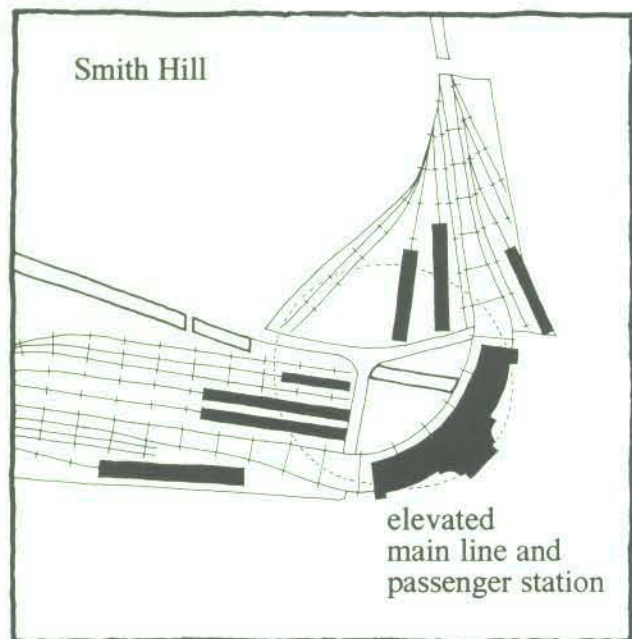 Smith Hill
elevated
main line and
passenger station